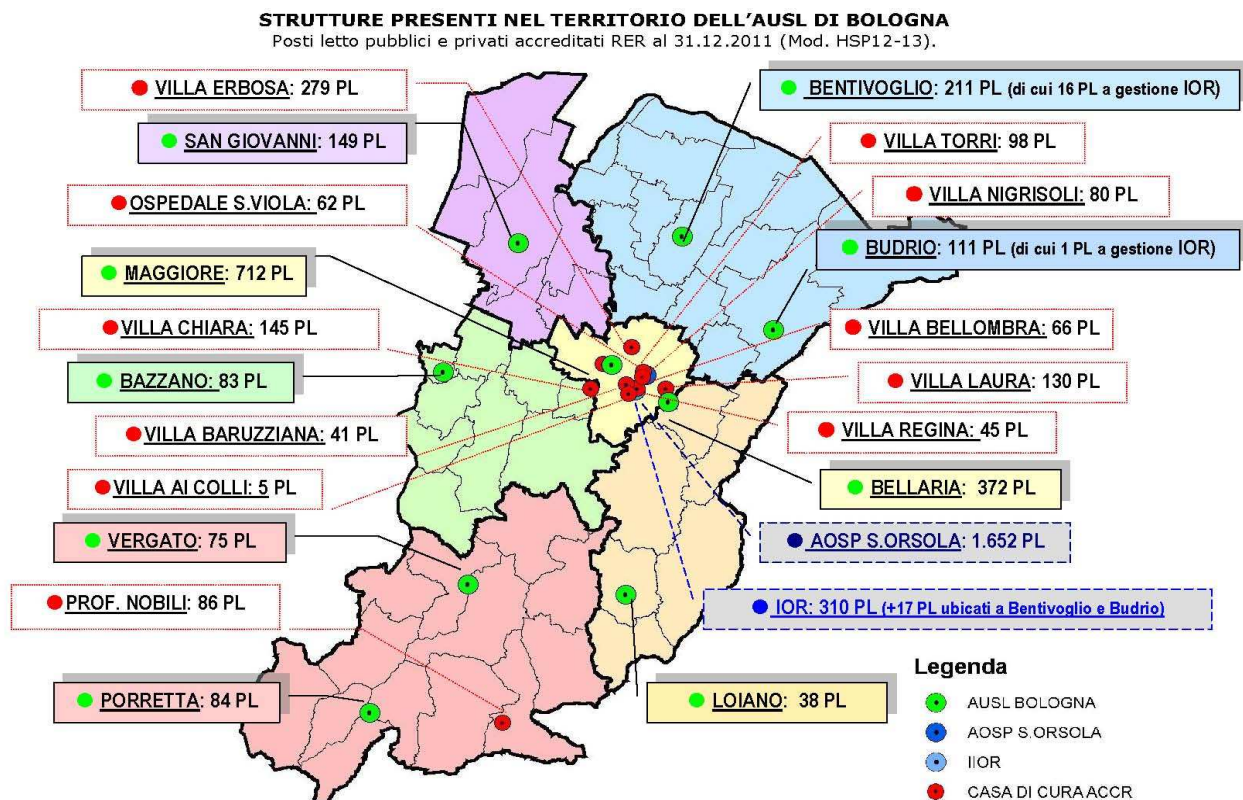 STRUTTURE PRESENTI NEL TERRITORIO DELL'AUSL DI BOLOGNA
Posti letto pubblici e privati accreditati RER al 31.12.2011 (Mod. HSP12-13).
VILLA ERBOSA: 279 PL
BENTIVOGLIO: 211 PL (di cui 16 PL a gestione IOR)
SAN GIOVANNI: 149 PL
VILLA TORRI: 98 PL
OSPEDALE S.VIOLA: 62 PL
VILLA NIGRISOLI: 80 PL
MAGGIORE: 712 PL
BUDRIO: 111 PL (di cui 1 PL a gestione IOR)
VILLA CHIARA: 145 PL
VILLA BELLOMBRA: 66 PL
BAZZANO: 83 PL
VILLA LAURA: 130 PL
VILLA BARUZZIANA: 41 PL
VILLA REGINA: 45 PL
VILLA AI COLLI: 5 PL
BELLARIA: 372 PL
VERGATO: 75 PL
AOSP S.ORSOLA: 1.652 PL
PROF. NOBILI: 86 PL
IOR: 310 PL (+17 PL ubicati a Bentivoglio e Budrio)
PORRETTA: 84 PL
LOIANO: 38 PL
Legenda
AUSL BOLOGNA
AOSP S.ORSOLA
IIOR
CASA DI CURA ACCR